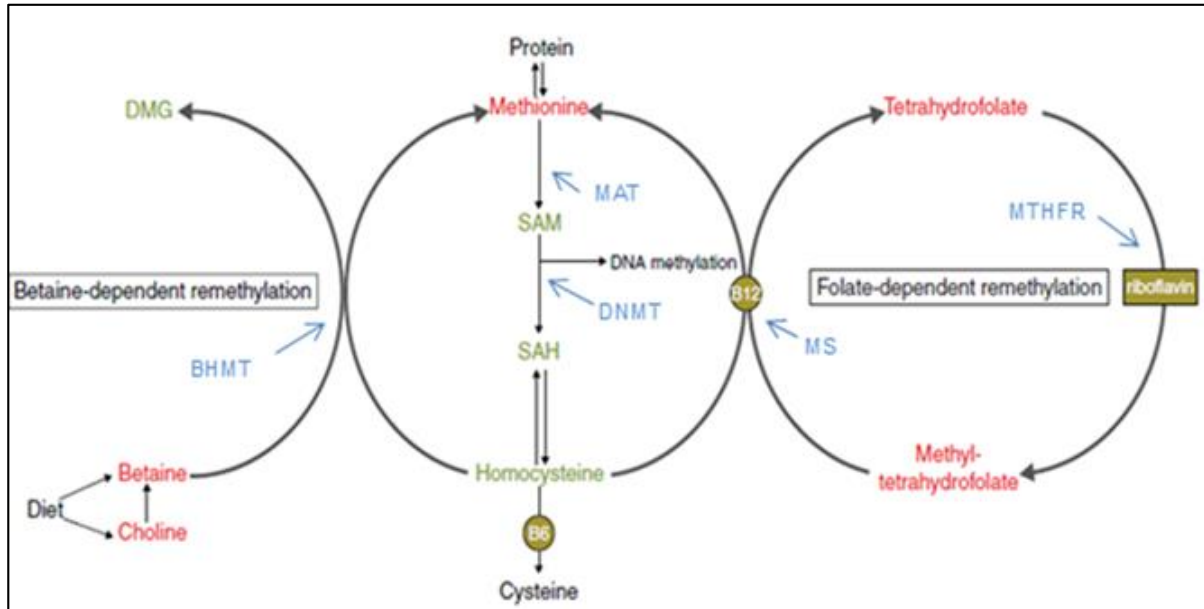 Protein
DMG
Methionine
Tetrahydrofolate
MAT
MTHFR
SAM
DNA methylation
Betaine-dependent remethylation
B12
Folate-dependent remethylation
riboflavin
DNMT
MS
SAH
BHMT
Betaine
Homocysteine
Methyl-
tetrahydrofolate
Diet
Choline
B6
Cysteine